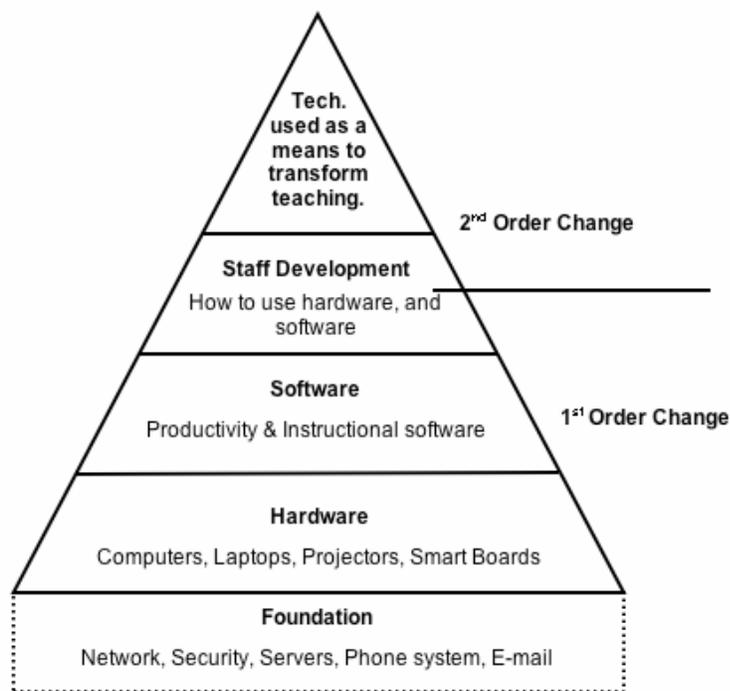 Tech.
used as a
means to
transform
teaching.
2nd Order Change
Staff Development
How to use hardware, and
software
Software
Productivity & Instructional software
1st Order Change
Hardware
Computers, Laptops, Projectors, Smart Boards
Foundation
Network, Security, Servers, Phone system, E-mail